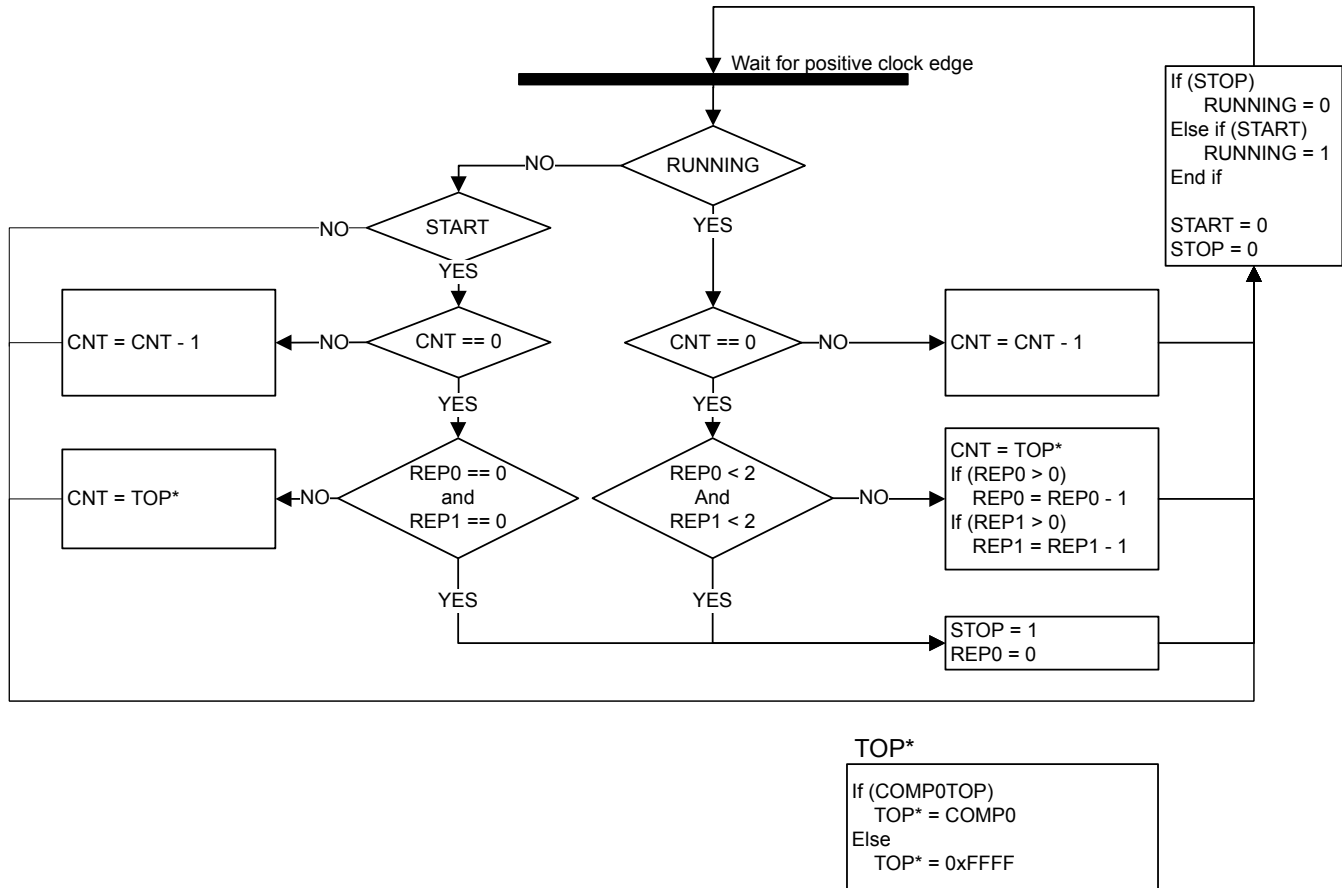 Wait for positive clock edge
If (STOP)
RUNNING = 0
Else if (START)
RUNNING = 1
End if
START = 0
STOP = 0
RUNNING
NO
YES
START
NO
YES
CNT = CNT - 1
NO
CNT == 0
YES
CNT == 0
NO
YES
CNT = CNT - 1
CNT = TOP*
NO
REP0 == 0
and
REP1 == 0
YES
REP0 < 2
And
REP1 < 2
NO
YES
CNT = TOP*
If (REP0 > 0)
REP0 = REP0 - 1
If (REP1 > 0)
REP1 = REP1 - 1
STOP = 1
REP0 = 0
TOP*
If (COMP0TOP)
TOP* = COMP0
Else
TOP* = 0xFFFF